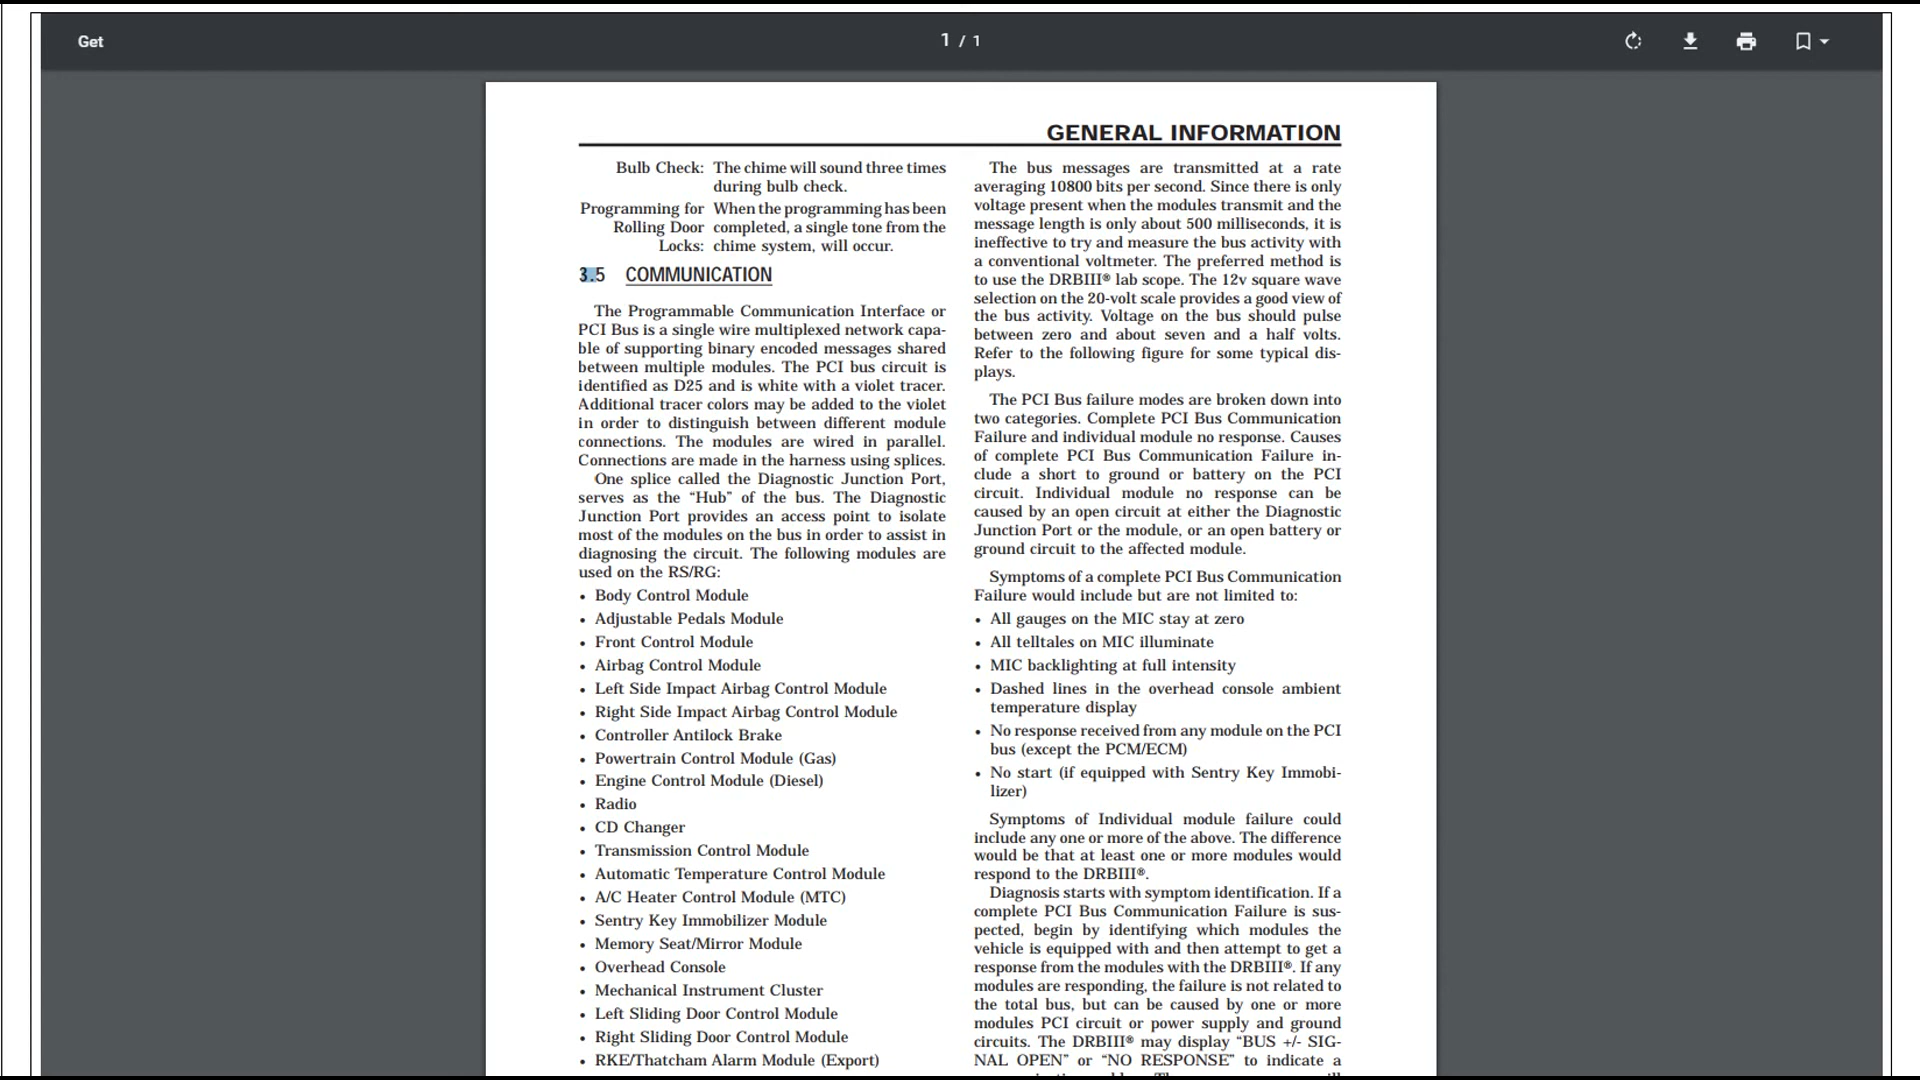 Get
1 / 1
GENERAL INFORMATION
Bulb Check: The chime will sound three times
during bulb check.
Programming for When the programming has been
Rolling Door completed, a single tone from the
Locks: chime system, will occur.
3.5 COMMUNICATION
The Programmable Communication Interface or
PCI Bus is a single wire multiplexed network capa-
ble of supporting binary encoded messages shared
between multiple modules. The PCI bus circuit is
identified as D25 and is white with a violet tracer.
Additional tracer colors may be added to the violet
in order to distinguish between different module
connections. The modules are wired in parallel.
Connections are made in the harness using splices.
One splice called the Diagnostic Junction Port,
serves as the “Hub” of the bus. The Diagnostic
Junction Port provides an access point to isolate
most of the modules on the bus in order to assist in
diagnosing the circuit. The following modules are
used on the RS/RG:
• Body Control Module
• Adjustable Pedals Module
• Front Control Module
• Airbag Control Module
• Left Side Impact Airbag Control Module
• Right Side Impact Airbag Control Module
• Controller Antilock Brake
• Powertrain Control Module (Gas)
• Engine Control Module (Diesel)
• Radio
• CD Changer
• Transmission Control Module
• Automatic Temperature Control Module
• A/C Heater Control Module (MTC)
• Sentry Key Immobilizer Module
• Memory Seat/Mirror Module
• Overhead Console
• Mechanical Instrument Cluster
• Left Sliding Door Control Module
• Right Sliding Door Control Module
• RKE/Thatcham Alarm Module (Export)
The bus messages are transmitted at a rate
averaging 10800 bits per second. Since there is only
voltage present when the modules transmit and the
message length is only about 500 milliseconds, it is
ineffective to try and measure the bus activity with
a conventional voltmeter. The preferred method is
to use the DRBIII® lab scope. The 12v square wave
selection on the 20-volt scale provides a good view of
the bus activity. Voltage on the bus should pulse
between zero and about seven and a half volts.
Refer to the following figure for some typical dis-
plays.
The PCI Bus failure modes are broken down into
two categories. Complete PCI Bus Communication
Failure and individual module no response. Causes
of complete PCI Bus Communication Failure in-
clude a short to ground or battery on the PCI
circuit. Individual module no response can be
caused by an open circuit at either the Diagnostic
Junction Port or the module, or an open battery or
ground circuit to the affected module.
Symptoms of a complete PCI Bus Communication
Failure would include but are not limited to:
• All gauges on the MIC stay at zero
• All telltales on MIC illuminate
• MIC backlighting at full intensity
• Dashed lines in the overhead console ambient
temperature display
• No response received from any module on the PCI
bus (except the PCM/ECM)
• No start (if equipped with Sentry Key Immobi-
lizer)
Symptoms of Individual module failure could
include any one or more of the above. The difference
would be that at least one or more modules would
respond to the DRBIII®.
Diagnosis starts with symptom identification. If a
complete PCI Bus Communication Failure is sus-
pected, begin by identifying which modules the
vehicle is equipped with and then attempt to get a
response from the modules with the DRBIII®. If any
modules are responding, the failure is not related to
the total bus, but can be caused by one or more
modules PCI circuit or power supply and ground
circuits. The DRBIII® may display “BUS +/- SIG-
NAL OPEN” or “NO RESPONSE” to indicate a